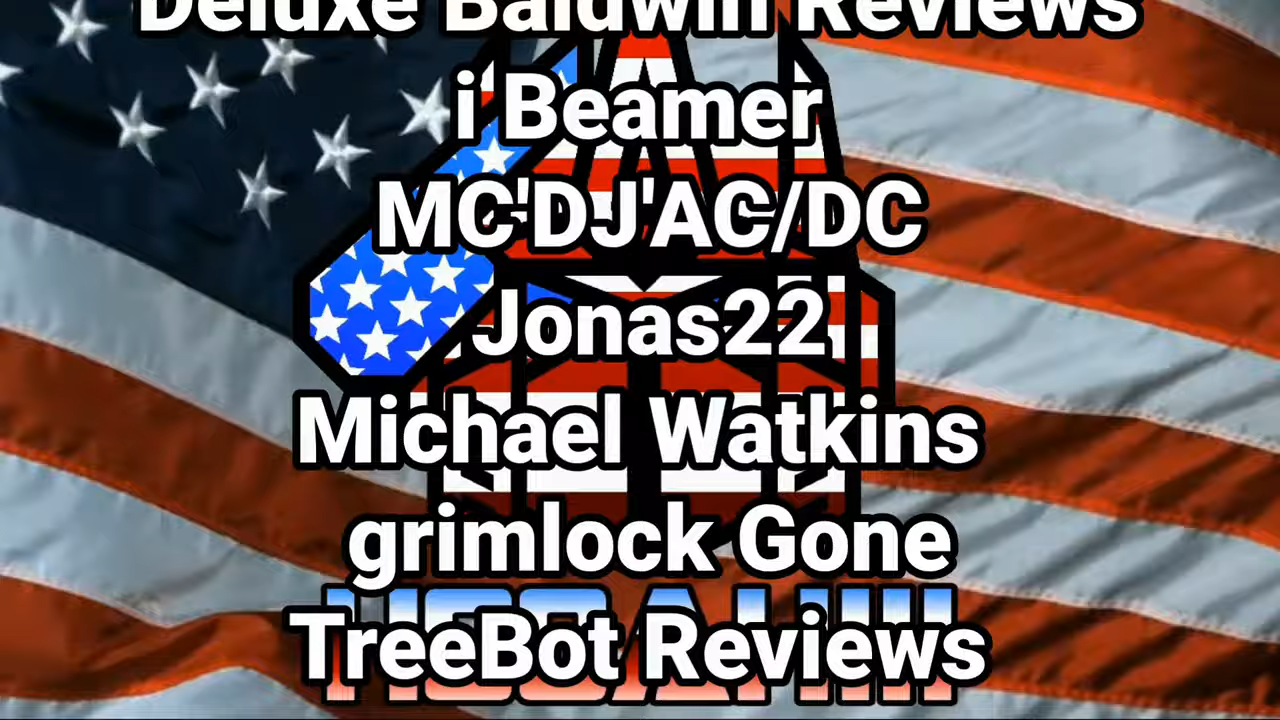 Deluxe Baldwin Reviews
i Beamer
MC'DJ'AC/DC
Jonas22
Michael Watkins
grimlock Gone
TreeBot Reviews